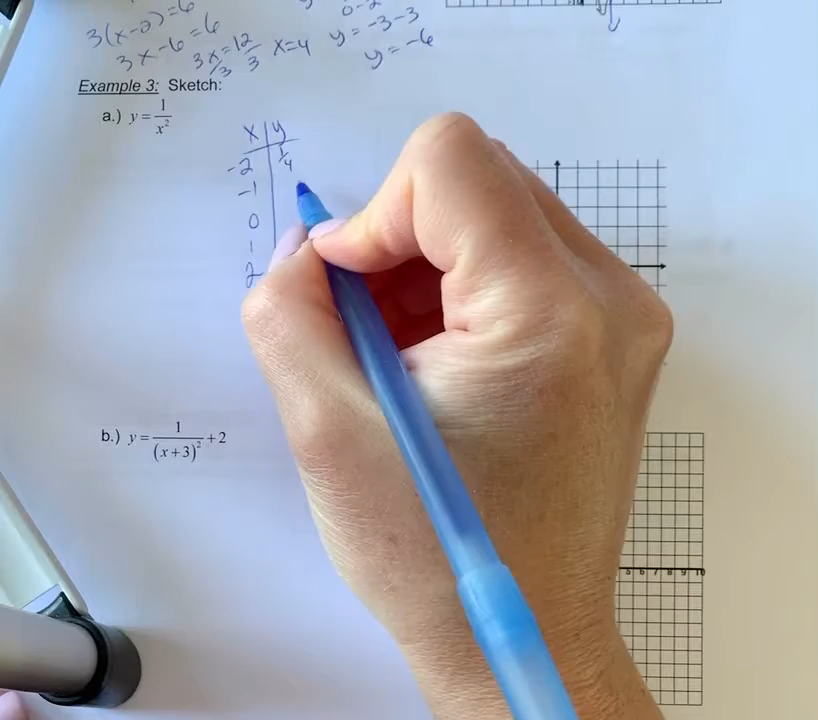 3(x-2)=6
3x-6=6
3x=12
/3 3
x=4
0-2
y=-3-3
y=-6
Example 3: Sketch:
a.) y=1/x²
x y
-2 1/4
-1
0
1
2
b.) y=1/(x+3)²+2
5 6 7 8 9 10